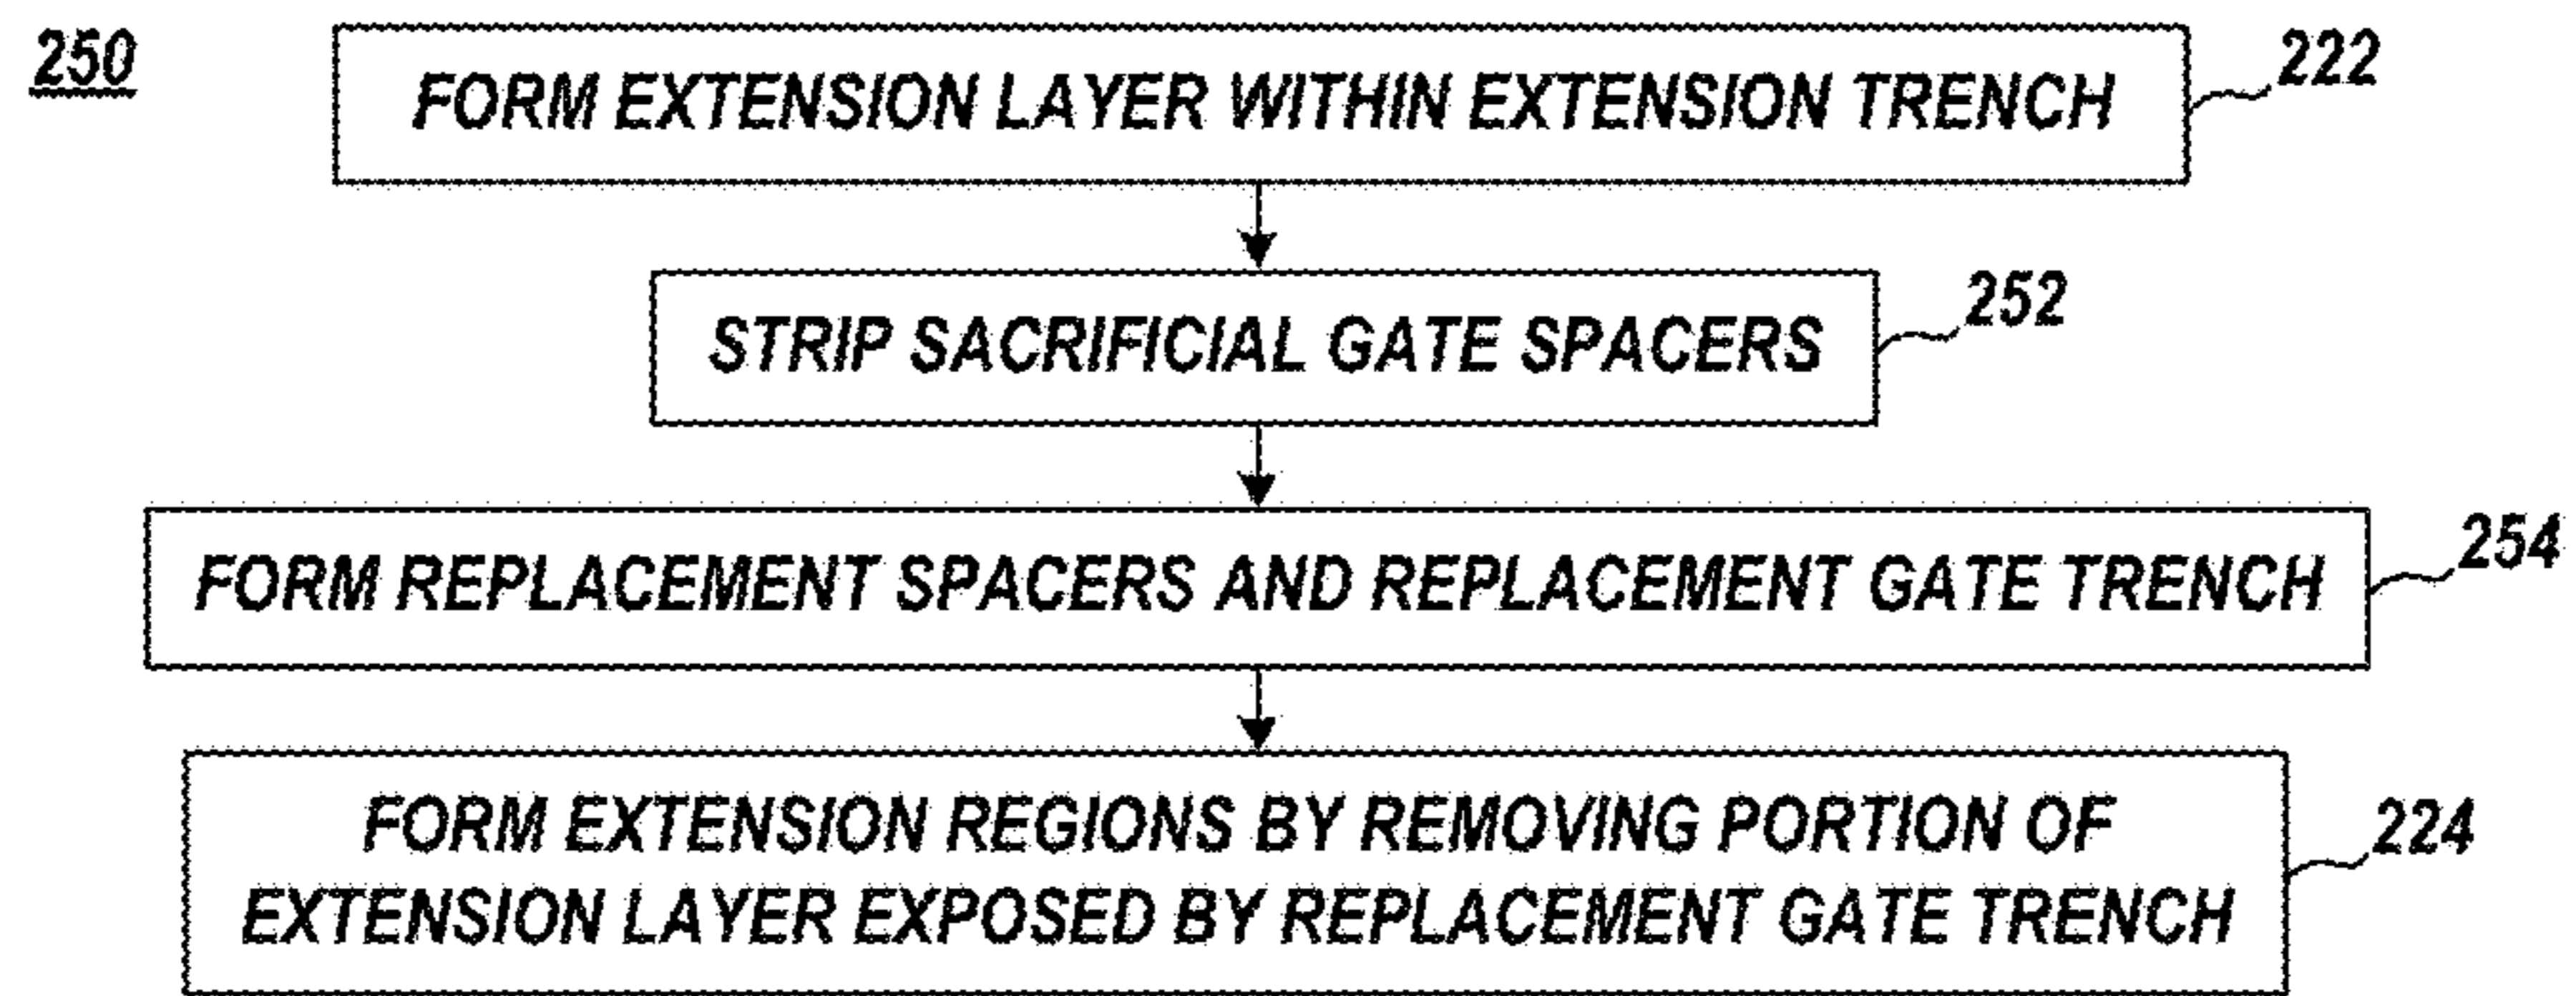 250
FORM EXTENSION LAYER WITHIN EXTENSION TRENCH
222
STRIP SACRIFICIAL GATE SPACERS
252
FORM REPLACEMENT SPACERS AND REPLACEMENT GATE TRENCH
254
FORM EXTENSION REGIONS BY REMOVING PORTION OF
EXTENSION LAYER EXPOSED BY REPLACEMENT GATE TRENCH
224